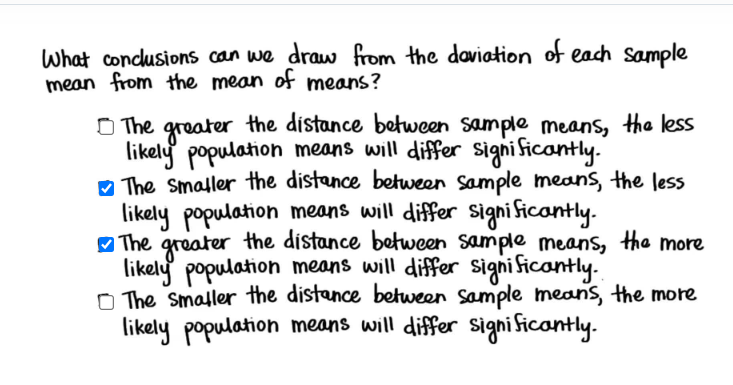 What conclusions can we draw from the deviation of each sample
mean from the mean of means?
The greater the distance between sample means, the less
likely population means will differ significantly.
The smaller the distance between sample means, the less
likely population means will differ significantly.
The greater the distance between sample means, the more
likely population means will differ significantly.
The smaller the distance between sample means, the more
likely population means will differ significantly.